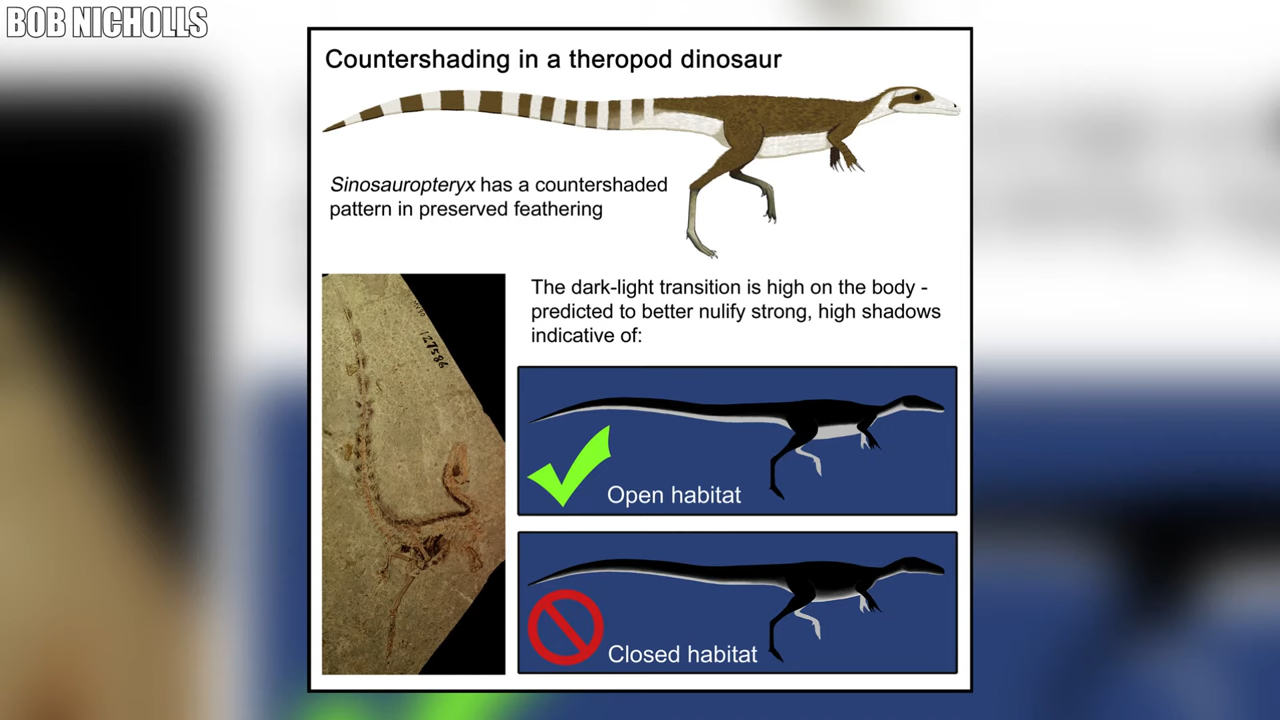 BOB NICHOLLS
Countershading in a theropod dinosaur
Sinosauropteryx has a countershaded
pattern in preserved feathering
127586
The dark-light transition is high on the body -
predicted to better nulify strong, high shadows
indicative of:
Open habitat
Closed habitat